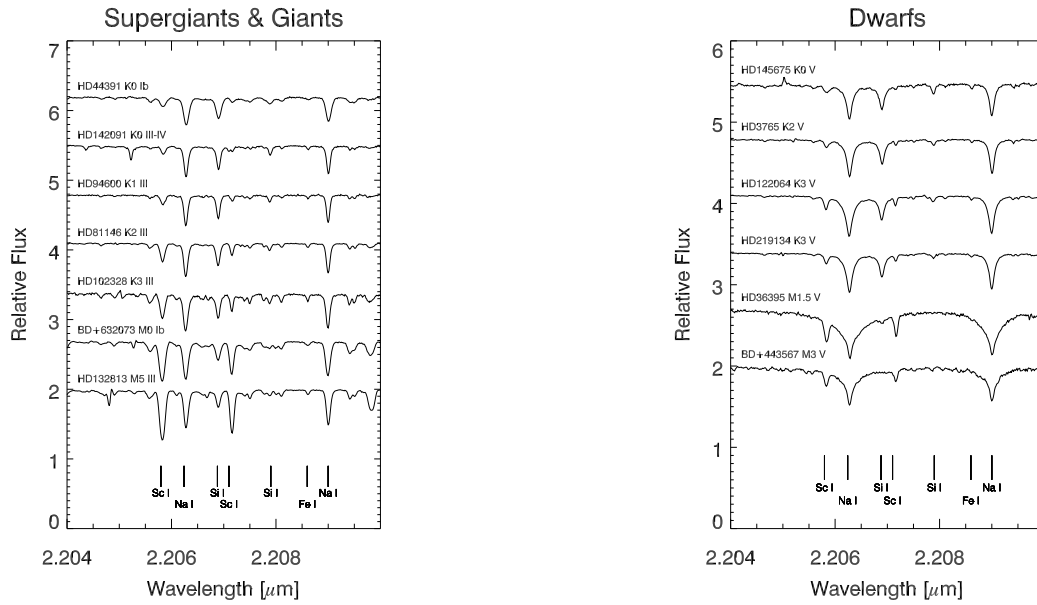 Supergiants & Giants
7
6
5
4
3
2
1
0
Relative Flux
HD44391 K0 Ib
HD142091 K0 III-IV
HD94600 K1 III
HD81146 K2 III
HD102328 K3 III
BD+632073 M0 Ib
HD132813 M5 III
Sc I
Na I
Si I
Sc I
Si I
Fe I
Na I
2.204
2.206
2.208
Wavelength [μm]
Dwarfs
6
5
4
3
2
1
0
Relative Flux
HD145675 K0 V
HD3765 K2 V
HD122064 K3 V
HD219134 K3 V
HD36395 M1.5 V
BD+443567 M3 V
Sc I
Na I
Si I
Sc I
Si I
Fe I
Na I
2.204
2.206
2.208
Wavelength [μm]